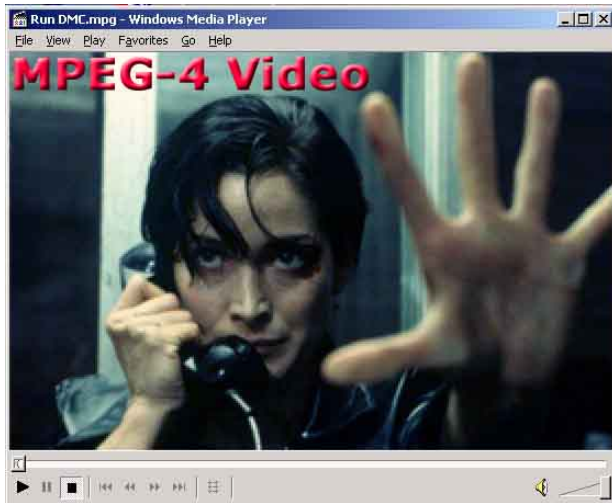 Run DMC.mpg - Windows Media Player
File View Play Favorites Go Help
MPEG-4 Video